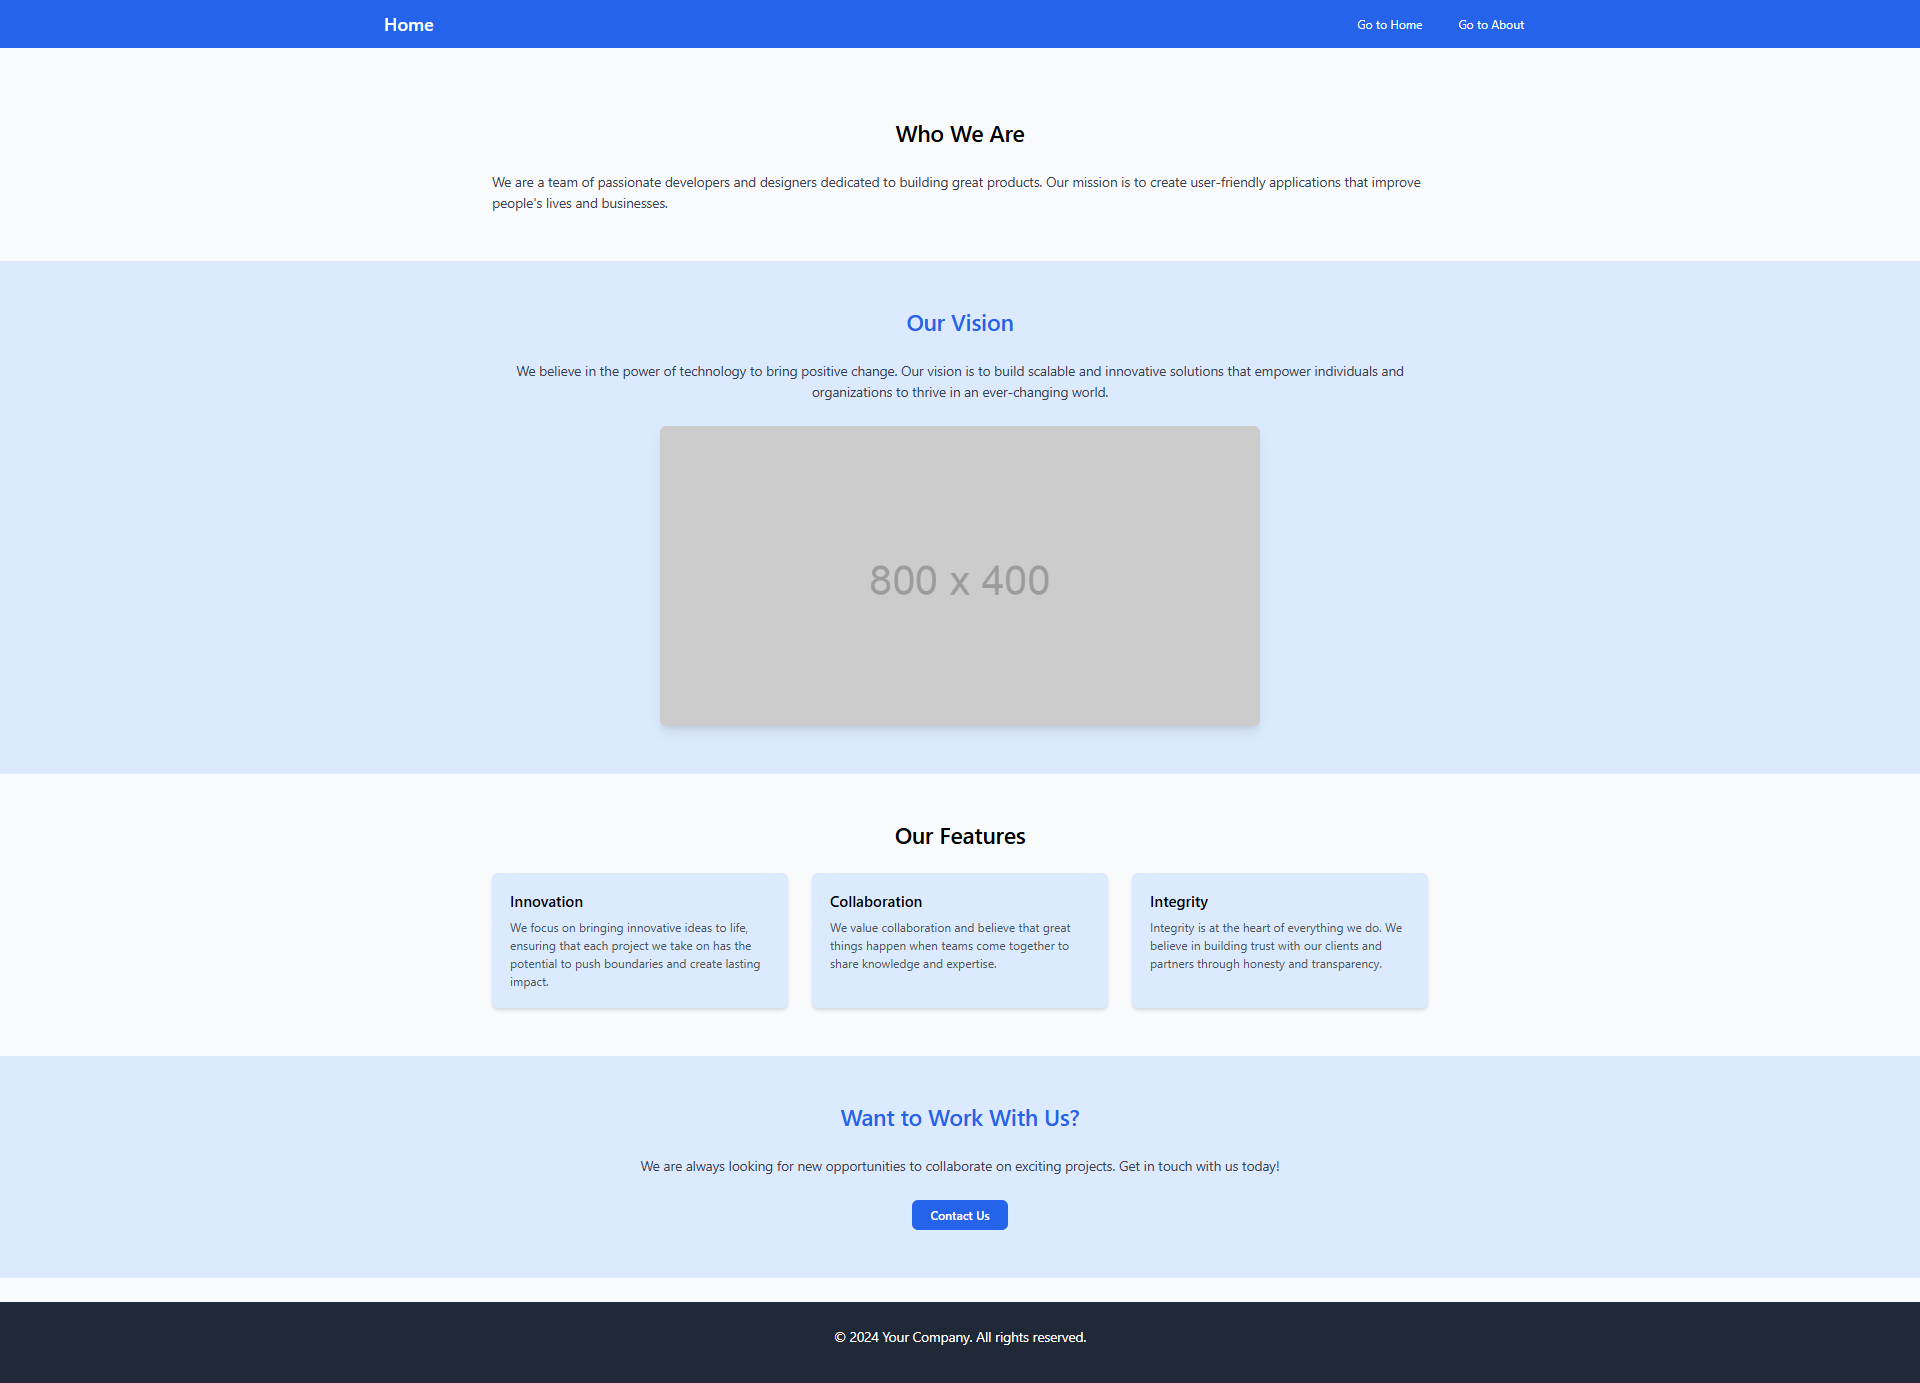 Home
Go to Home
Go to About
Who We Are
We are a team of passionate developers and designers dedicated to building great products. Our mission is to create user-friendly applications that improve
people's lives and businesses.
Our Vision
We believe in the power of technology to bring positive change. Our vision is to build scalable and innovative solutions that empower individuals and
organizations to thrive in an ever-changing world.
800 x 400
Our Features
Innovation
We focus on bringing innovative ideas to life,
ensuring that each project we take on has the
potential to push boundaries and create lasting
impact.
Collaboration
We value collaboration and believe that great
things happen when teams come together to
share knowledge and expertise.
Integrity
Integrity is at the heart of everything we do. We
believe in building trust with our clients and
partners through honesty and transparency.
Want to Work With Us?
We are always looking for new opportunities to collaborate on exciting projects. Get in touch with us today!
Contact Us
© 2024 Your Company. All rights reserved.